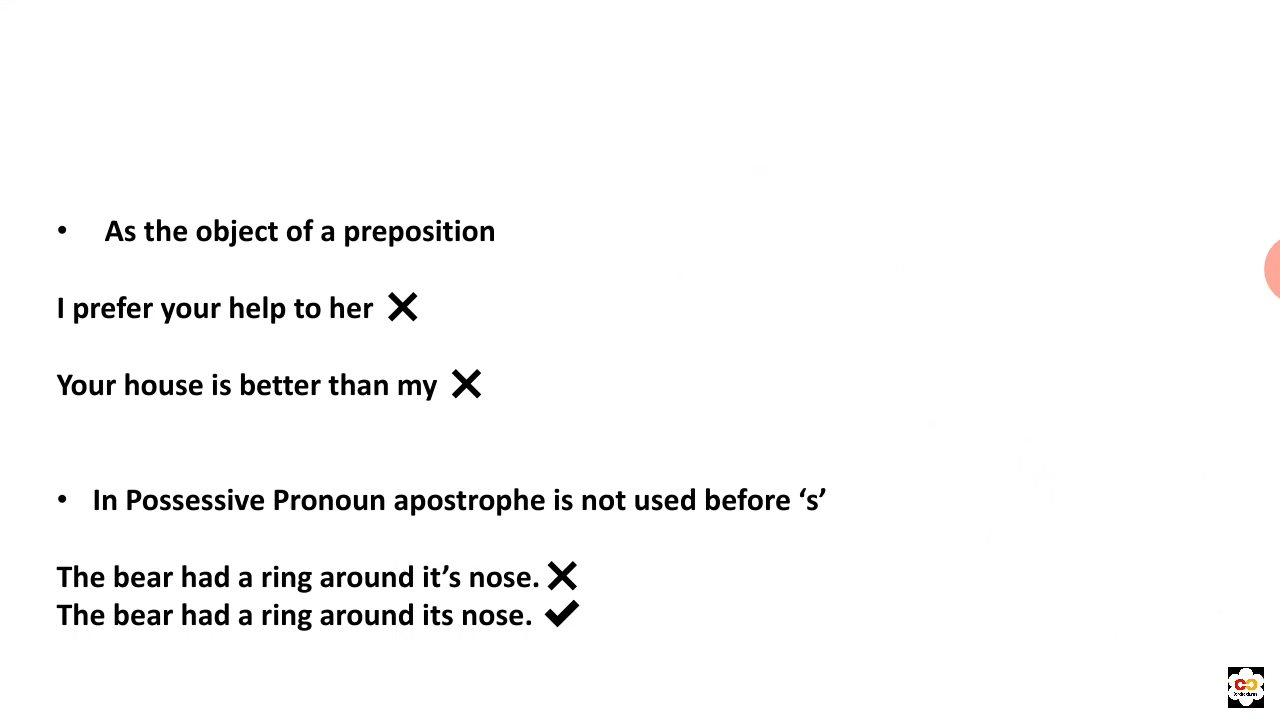 • As the object of a preposition
I prefer your help to her ✕
Your house is better than my ✕
• In Possessive Pronoun apostrophe is not used before ‘s’
The bear had a ring around it’s nose. ✕
The bear had a ring around its nose. ✔